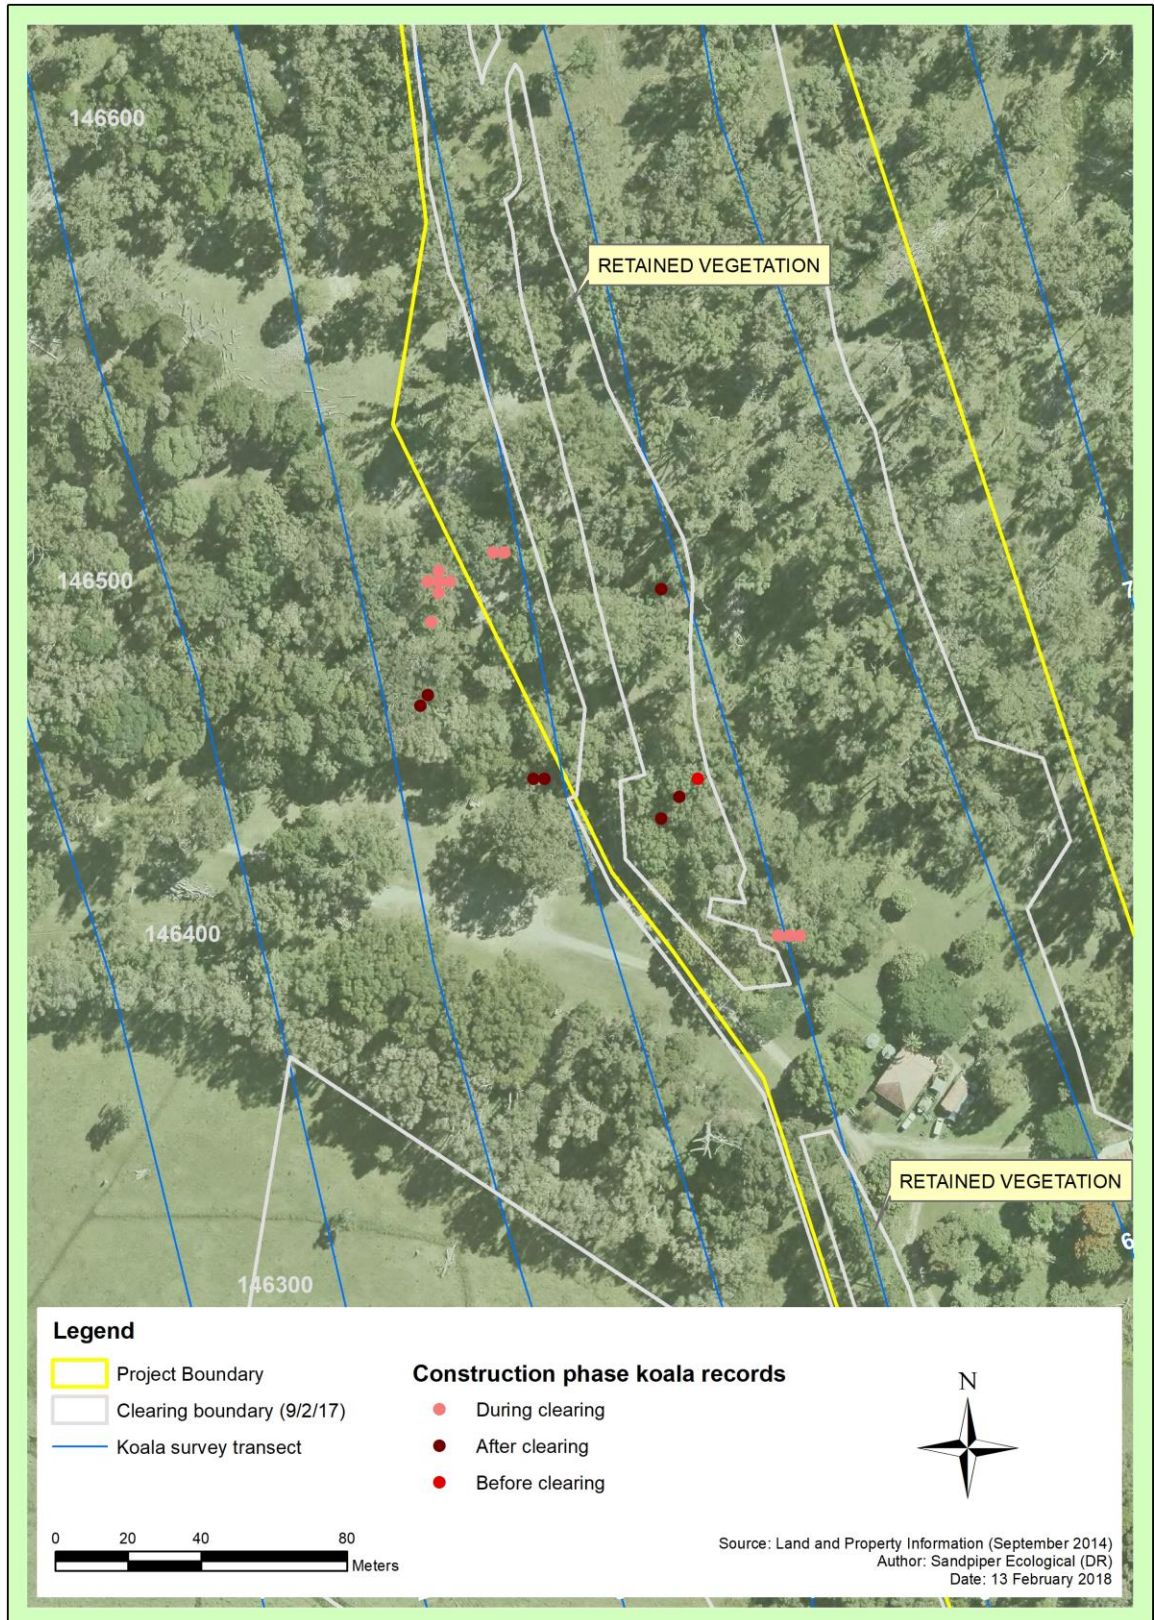 146600
RETAINED VEGETATION
146500
7
146400
RETAINED VEGETATION
6
146300
Legend
Project Boundary
Clearing boundary (9/2/17)
Koala survey transect
Construction phase koala records
During clearing
After clearing
Before clearing
N
0 20 40 80
Meters
Source: Land and Property Information (September 2014)
Author: Sandpiper Ecological (DR)
Date: 13 February 2018